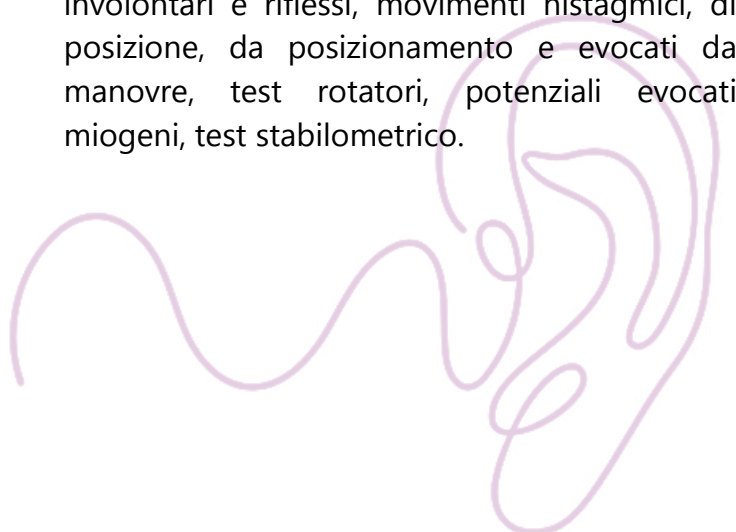 involontari e riflessi, movimenti nistagmici, di
posizione, da posizionamento e evocati da
manovre, test rotatori, potenziali evocati
miogeni, test stabilometrico.